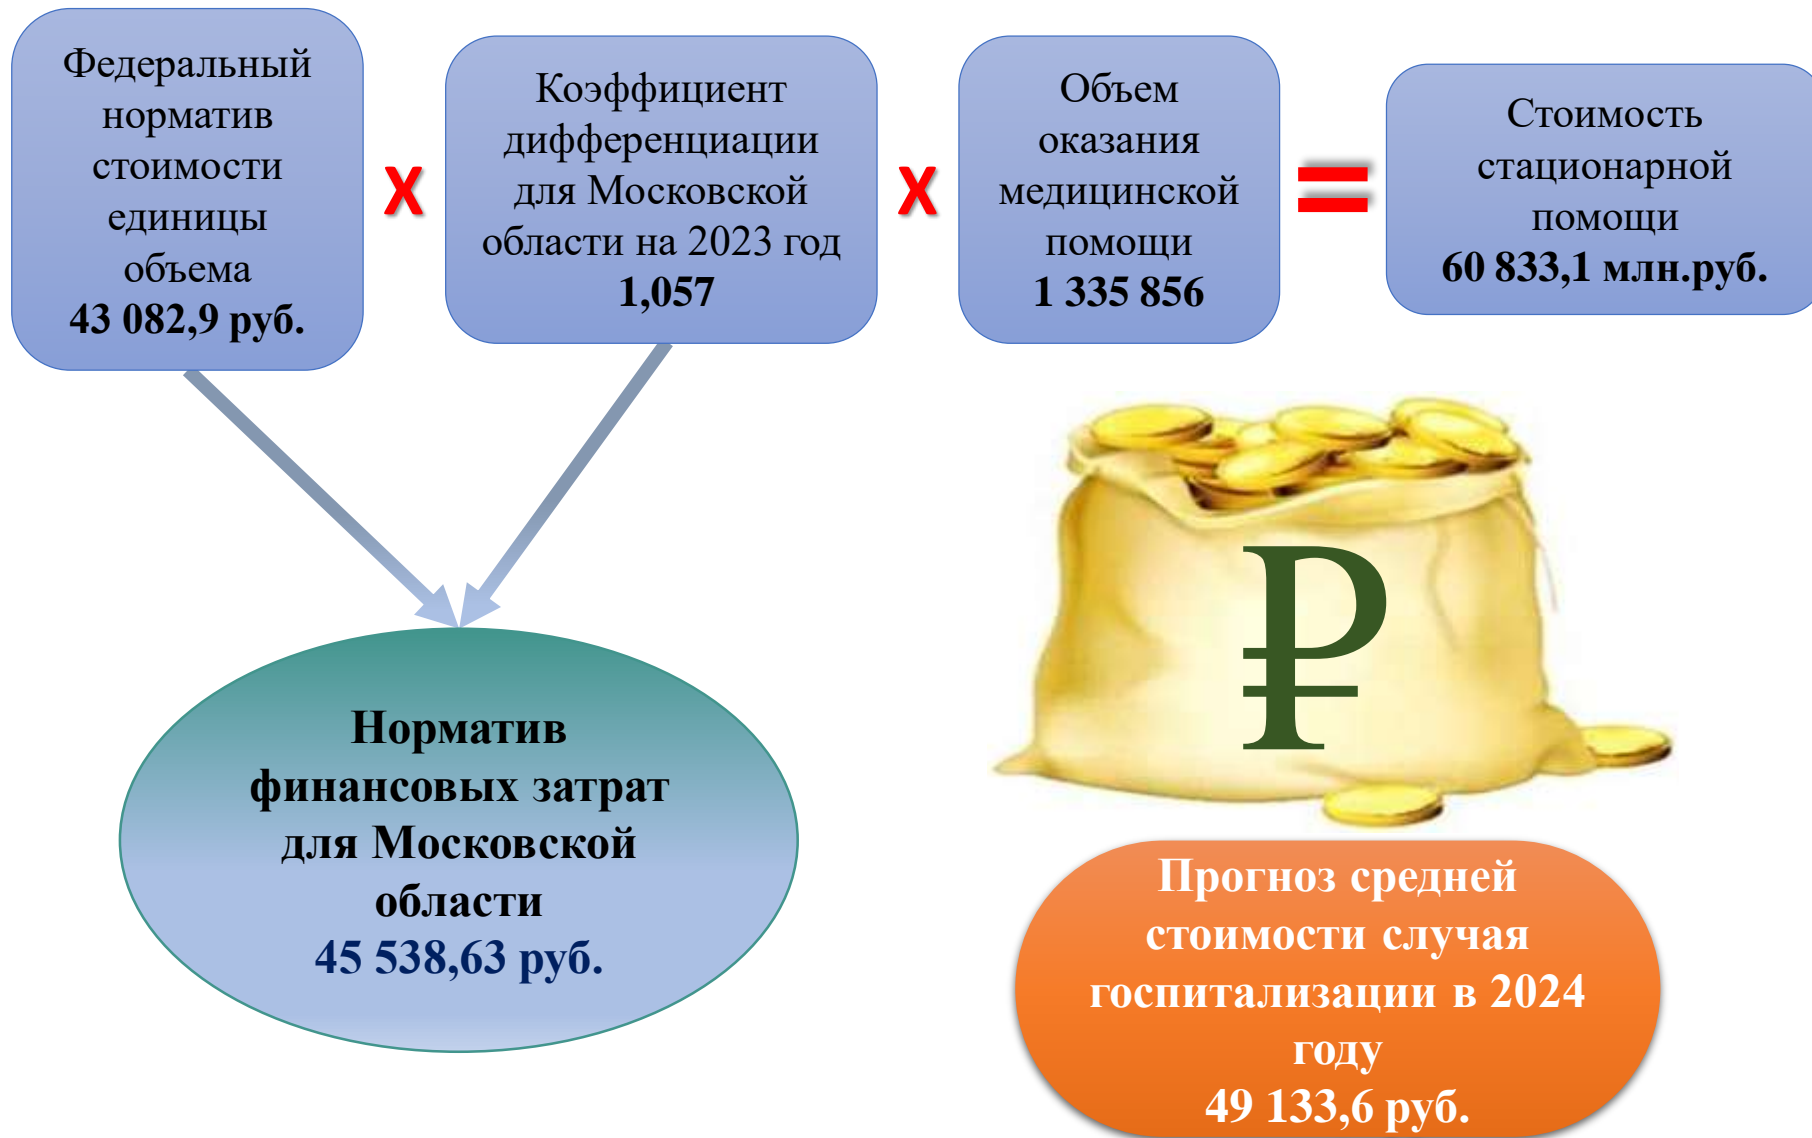 Федеральный
норматив
стоимости
единицы
объема
43 082,9 руб.
х
Коэффициент
дифференциации
для Московской
области на 2023 год
1,057
х
Объем
оказания
медицинской
помощи
1 335 856
=
Стоимость
стационарной
помощи
60 833,1 млн.руб.
Норматив
финансовых затрат
для Московской
области
45 538,63 руб.
₽
Прогноз средней
стоимости случая
госпитализации в 2024
году
49 133,6 руб.